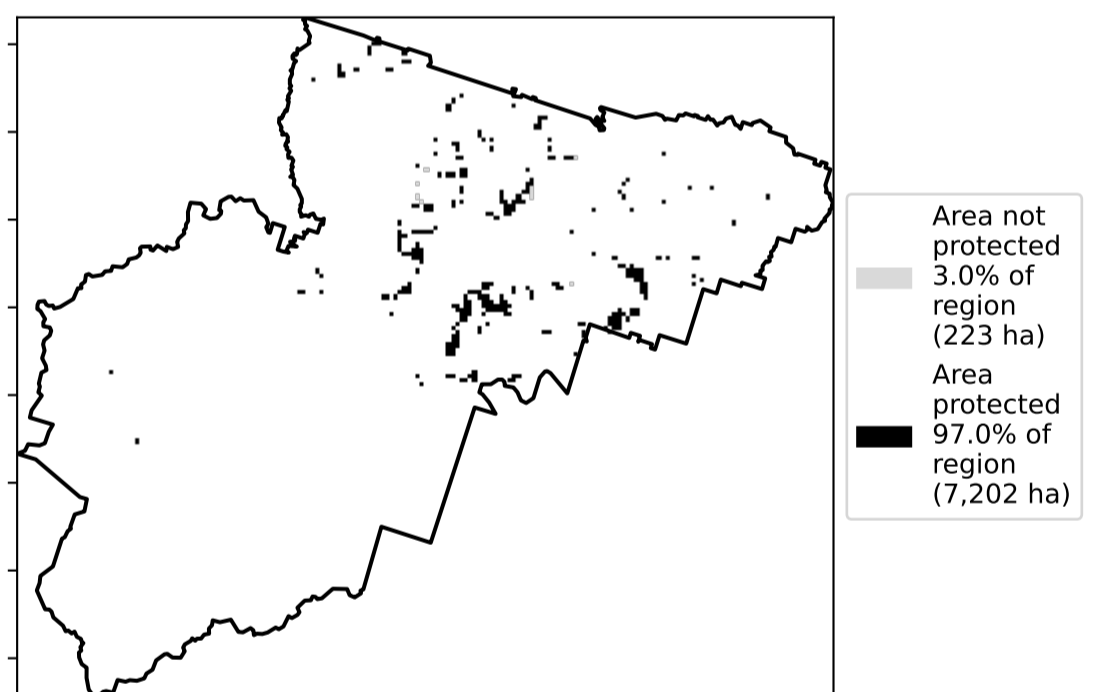 Area not
protected
3.0% of
region
(223 ha)
Area
protected
97.0% of
region
(7,202 ha)